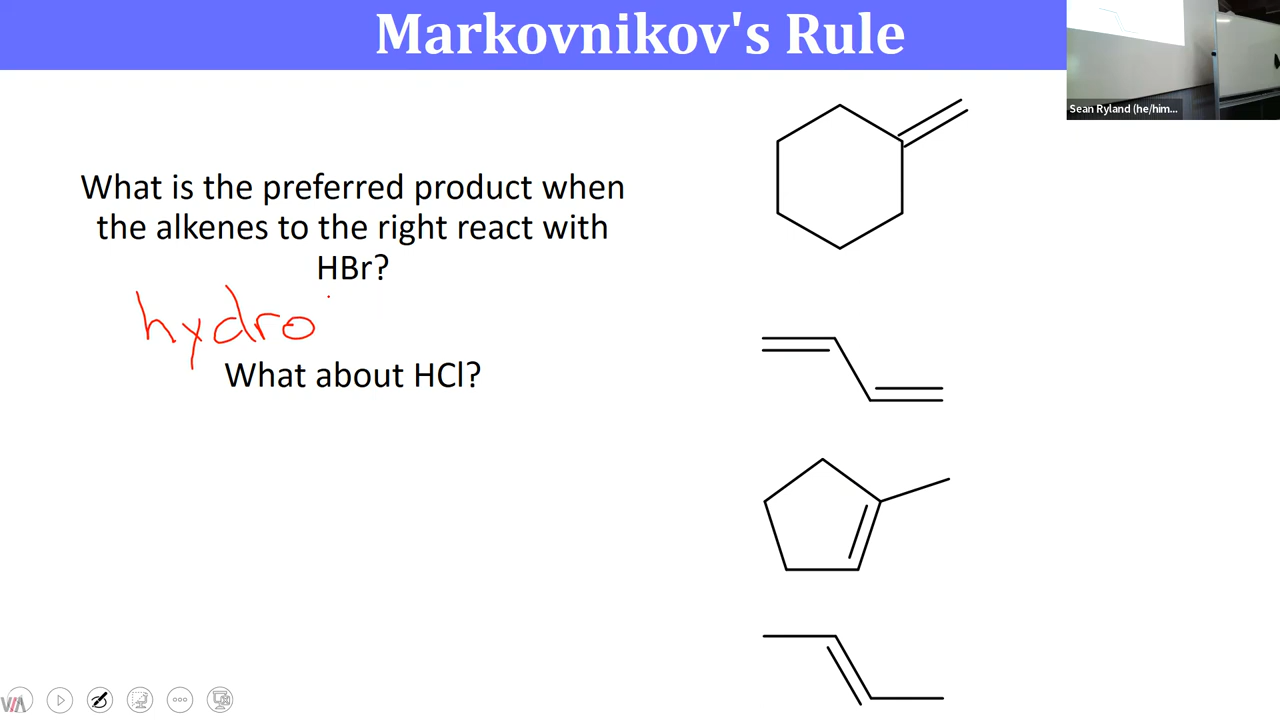 Markovnikov's Rule
Sean Ryland (he/him...
What is the preferred product when
the alkenes to the right react with
HBr?
hydro
What about HCl?
VIA